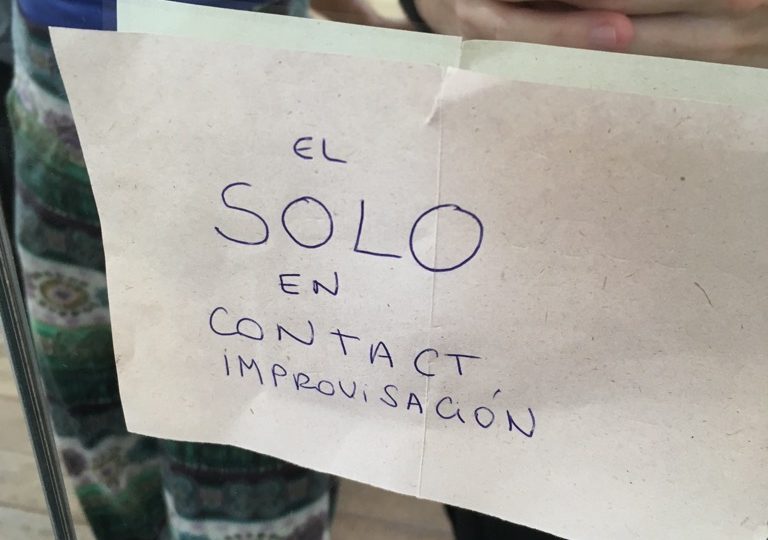 EL
SOLO
EN
CONTACT
iMPROViSACiÓN